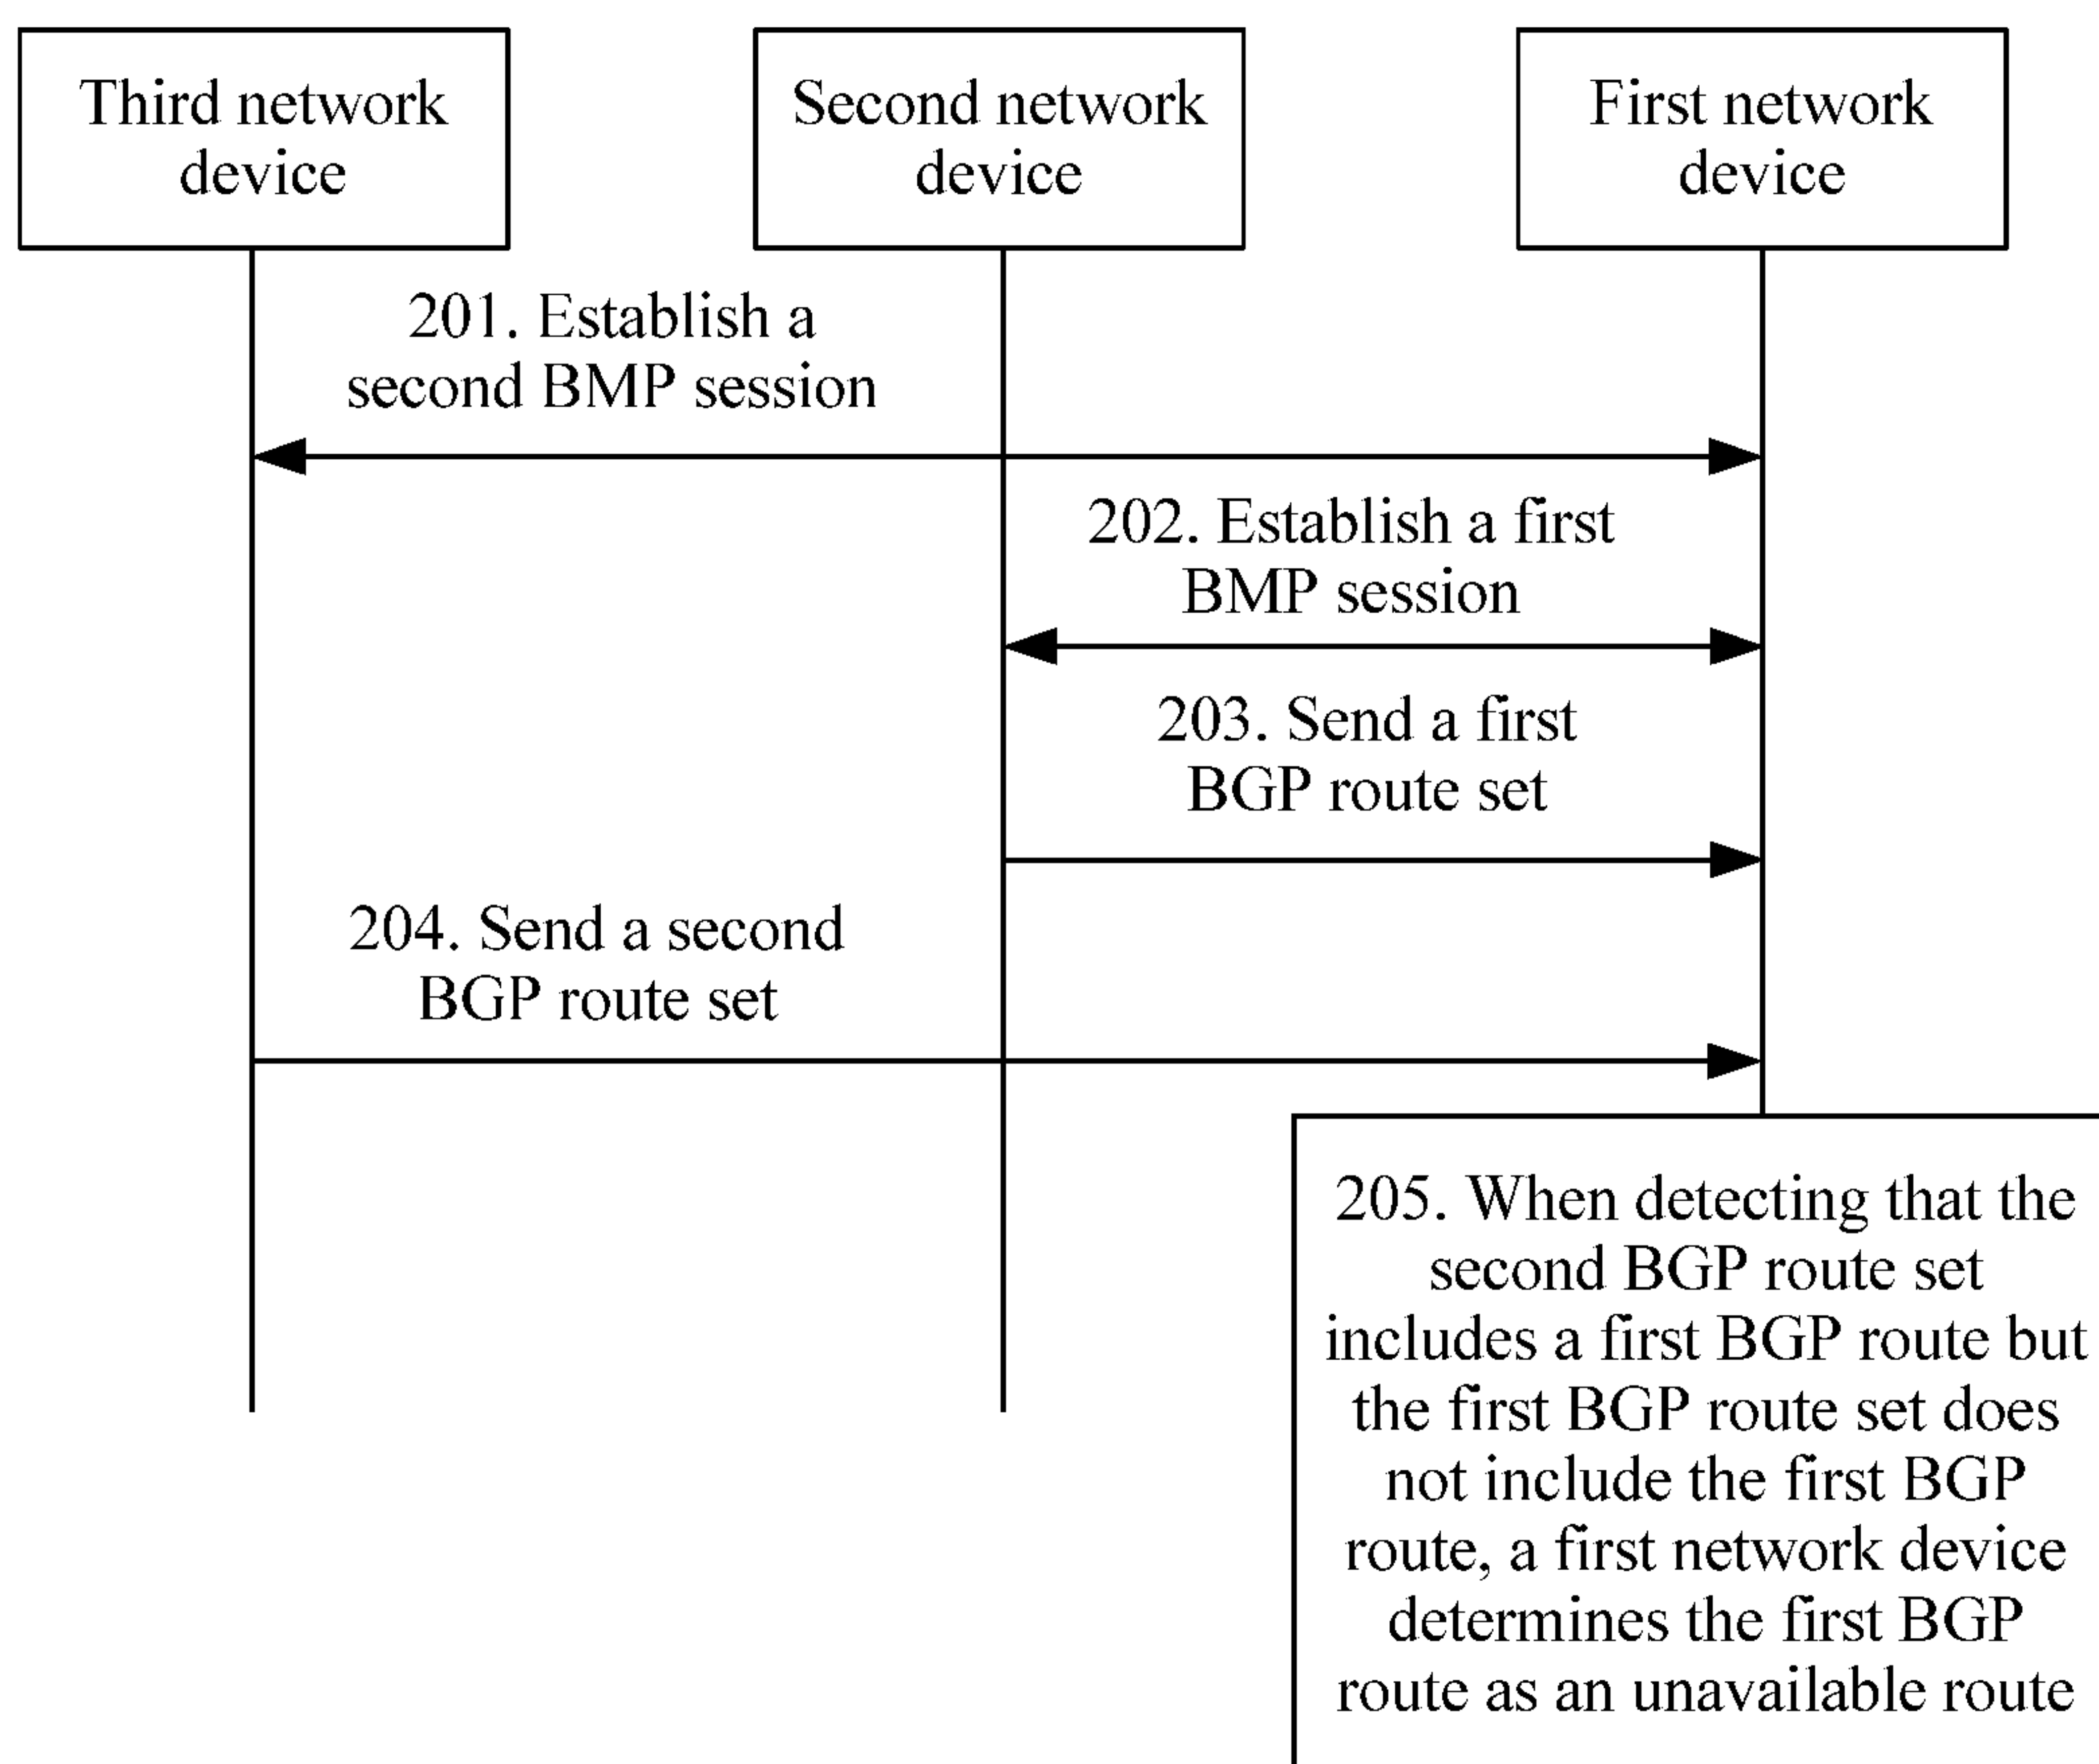 Third network
device
Second network
device
First network
device
201. Establish a
second BMP session
202. Establish a first
BMP session
203. Send a first
BGP route set
204. Send a second
BGP route set
205. When detecting that the
second BGP route set
includes a first BGP route but
the first BGP route set does
not include the first BGP
route, a first network device
determines the first BGP
route as an unavailable route